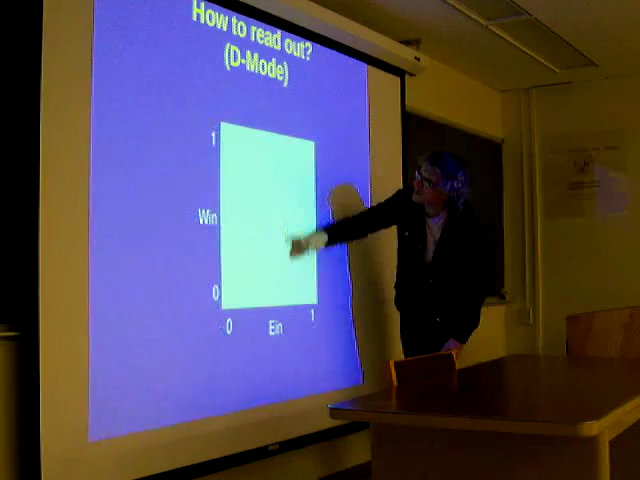 How to read out?
(D-Mode)
1
Win
0
0 Ein 1